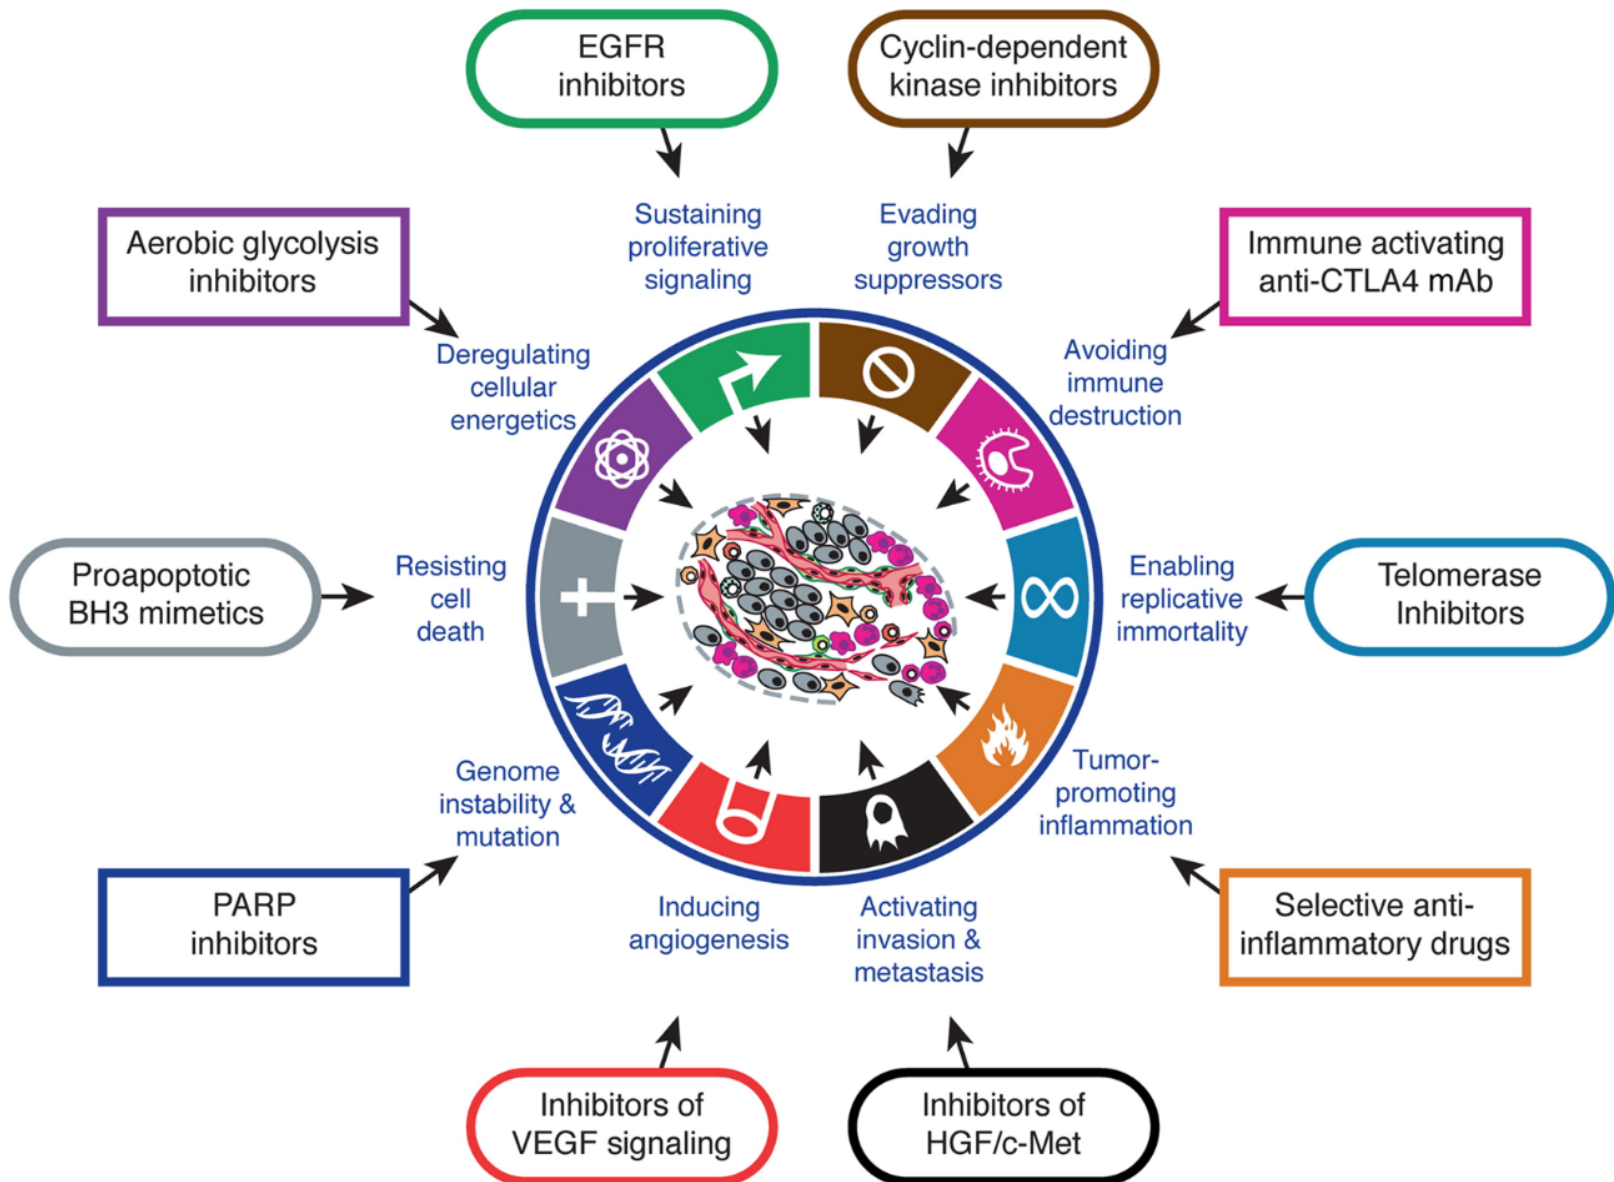 EGFR
inhibitors
Cyclin-dependent
kinase inhibitors
Aerobic glycolysis
inhibitors
Sustaining
proliferative
signaling
Evading
growth
suppressors
Immune activating
anti-CTLA4 mAb
Deregulating
cellular
energetics
Avoiding
immune
destruction
Proapoptotic
BH3 mimetics
Resisting
cell
death
Enabling
replicative
immortality
Telomerase
Inhibitors
Genome
instability &
mutation
Tumor-
promoting
inflammation
PARP
inhibitors
Inducing
angiogenesis
Activating
invasion &
metastasis
Selective anti-
inflammatory drugs
Inhibitors of
VEGF signaling
Inhibitors of
HGF/c-Met